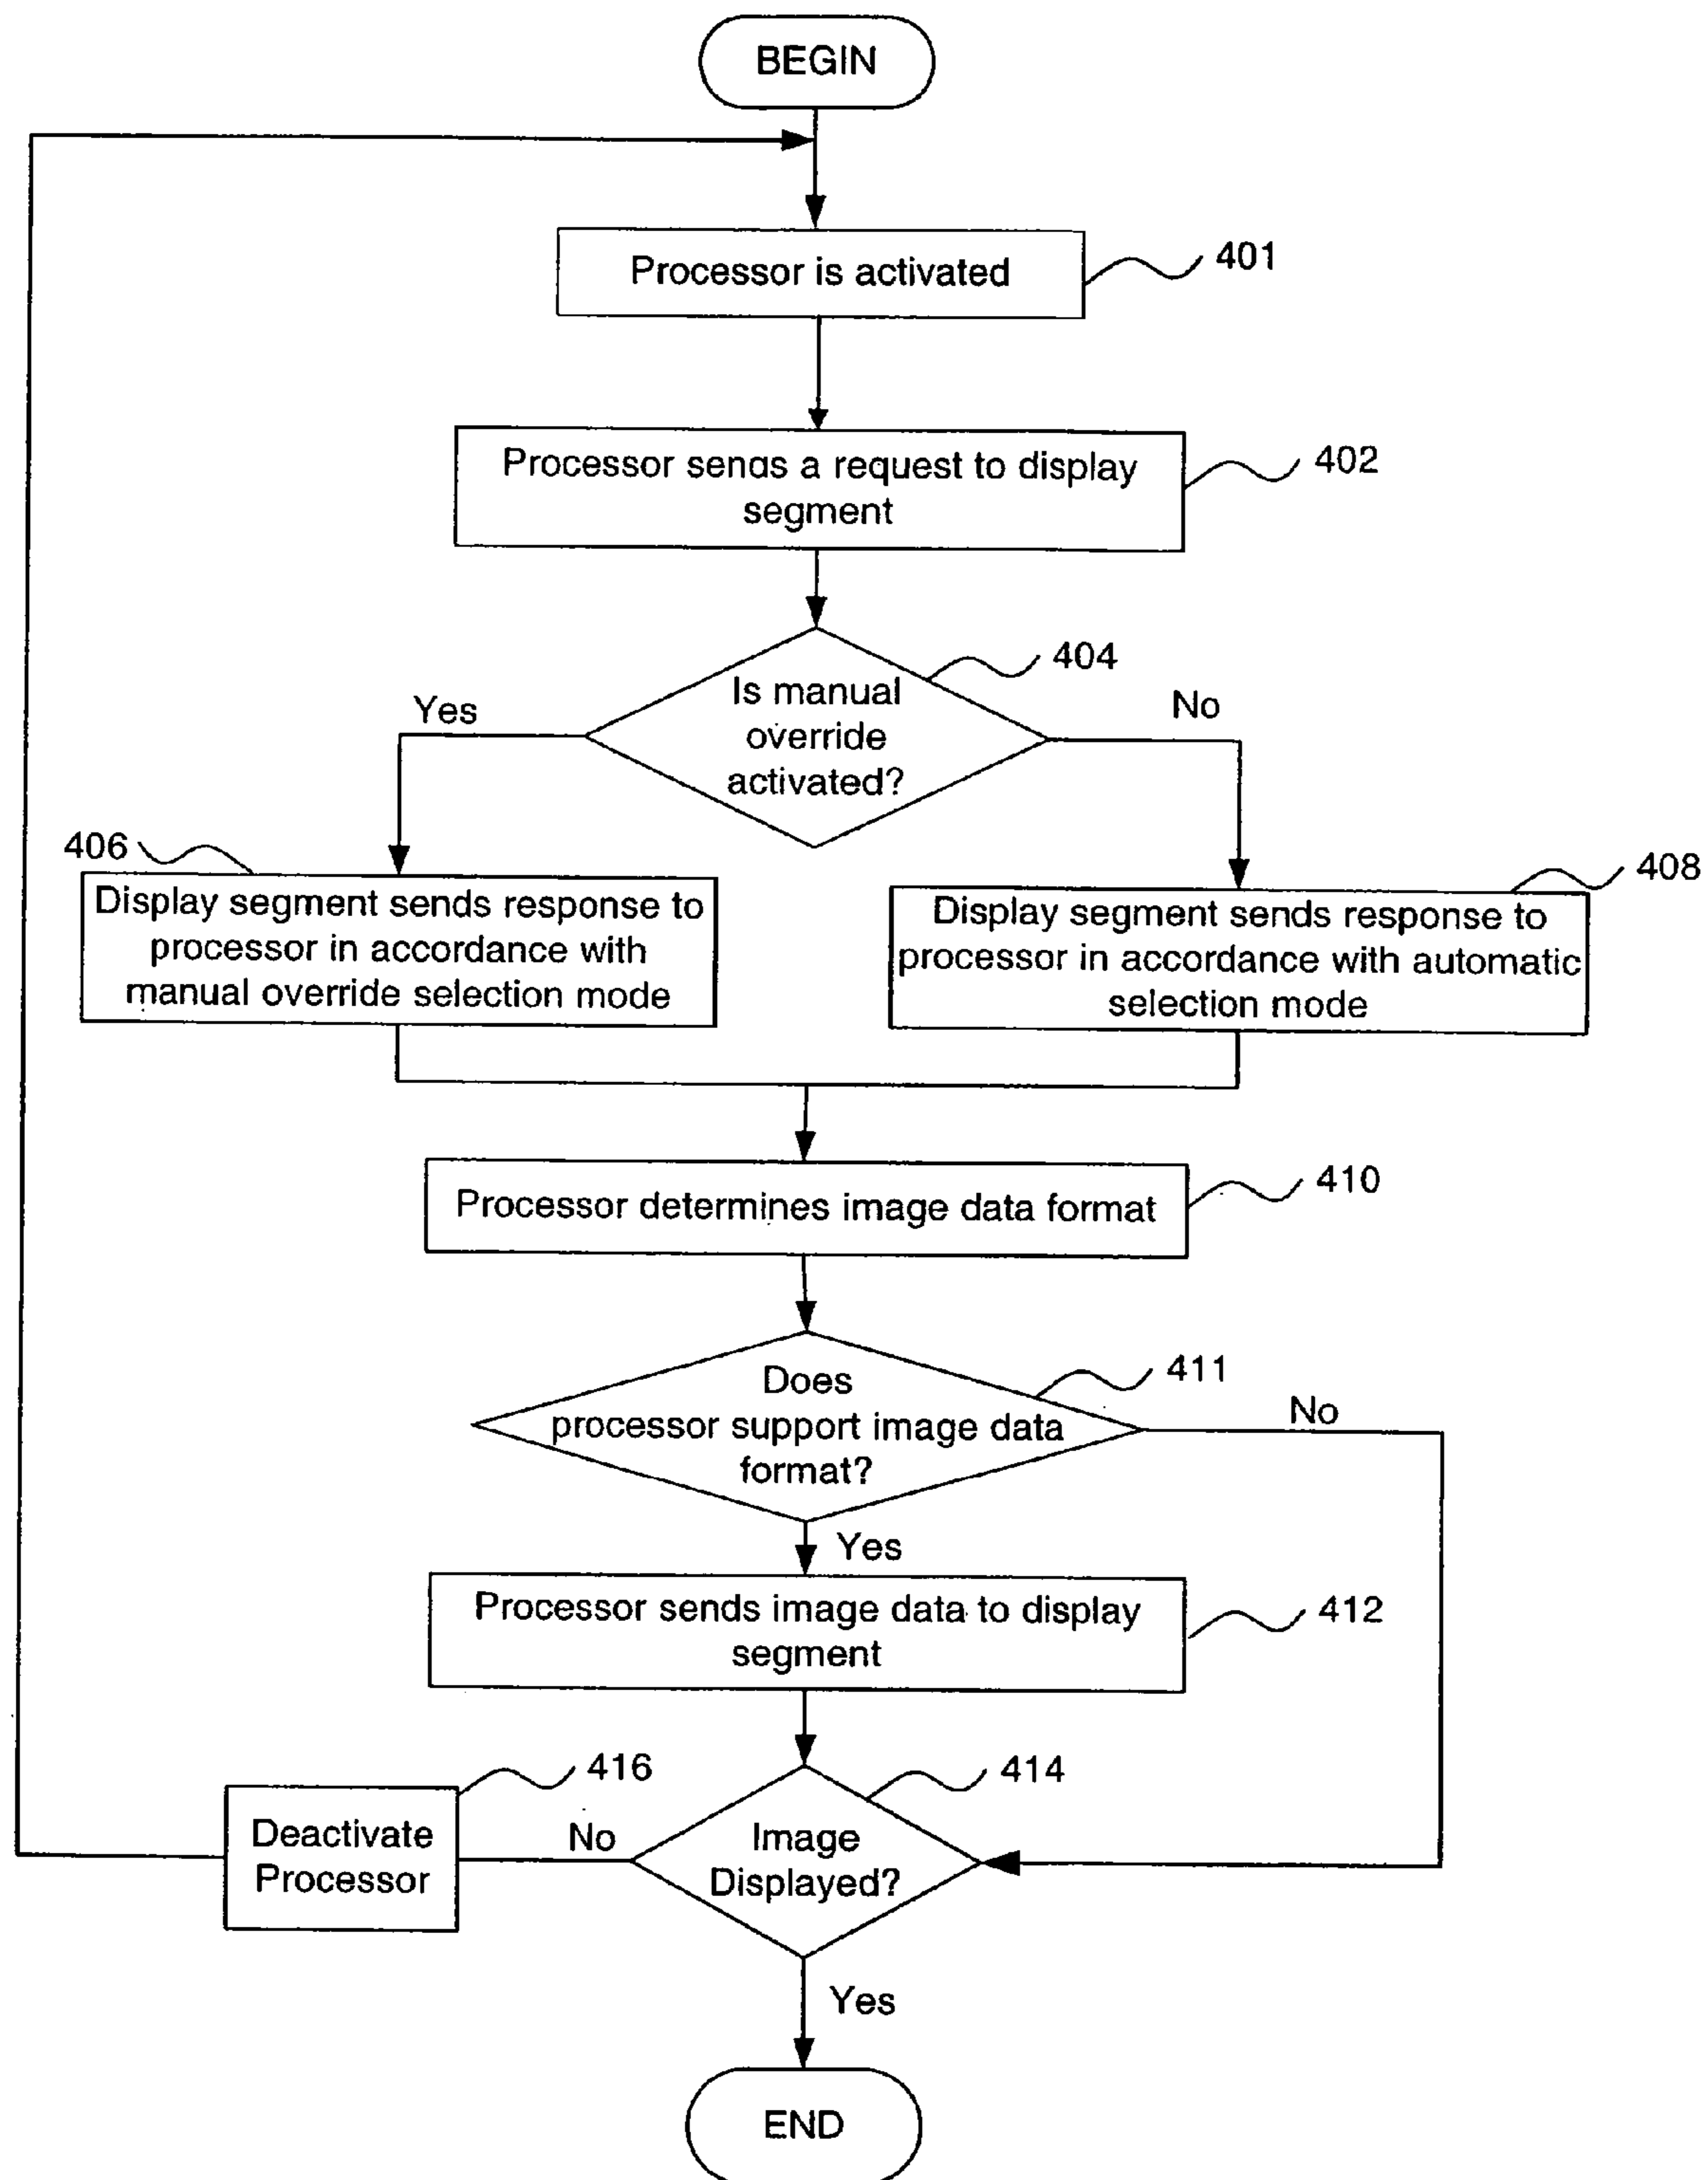 BEGIN
Processor is activated
401
Processor sends a request to display
segment
402
404
Is manual
override
activated?
Yes
No
406
Display segment sends response to
processor in accordance with
manual override selection mode
408
Display segment sends response to
processor in accordance with automatic
selection mode
Processor determines image data format
410
411
Does
processor support image data
format?
No
Yes
Processor sends image data to display
segment
412
416
414
Deactivate
Processor
No
Image
Displayed?
Yes
END